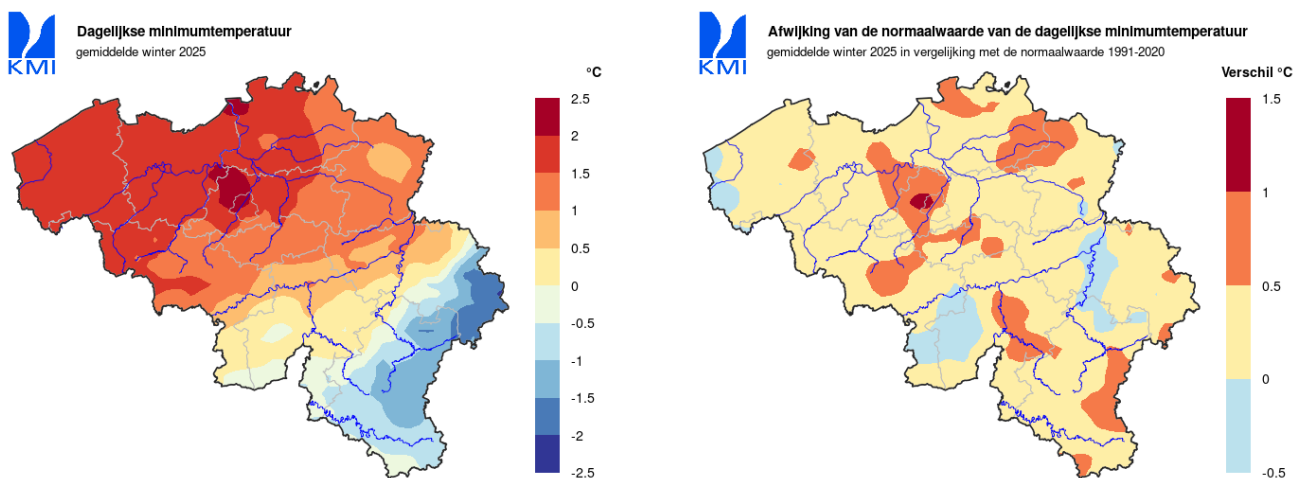 KMI
Dagelijkse minimumtemperatuur
gemiddelde winter 2025
°C
2.5
2
1.5
1
0.5
0
-0.5
-1
-1.5
-2
-2.5
KMI
Afwijking van de normaalwaarde van de dagelijkse minimumtemperatuur
gemiddelde winter 2025 in vergelijking met de normaalwaarde 1991-2020
Verschil °C
1.5
1
0.5
0
-0.5